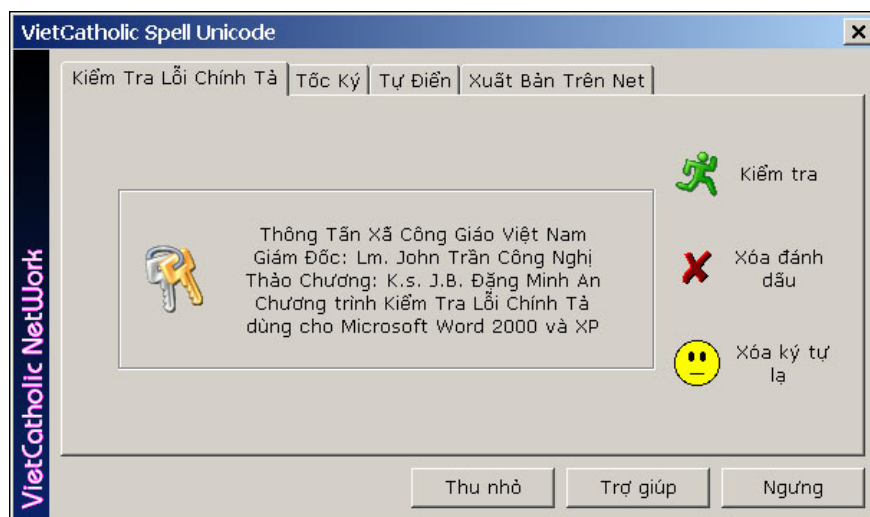 VietCatholic Spell Unicode
Kiểm Tra Lỗi Chính Tả
Tốc Ký
Tự Điển
Xuất Bản Trên Net
Thông Tấn Xã Công Giáo Việt Nam
Giám Đốc: Lm. John Trần Công Nghị
Thảo Chương: K.s. J.B. Đặng Minh An
Chương trình Kiểm Tra Lỗi Chính Tả
dùng cho Microsoft Word 2000 và XP
Kiểm tra
Xóa đánh
dấu
Xóa ký tự
lạ
VietCatholic NetWork
Thu nhỏ
Trợ giúp
Ngưng